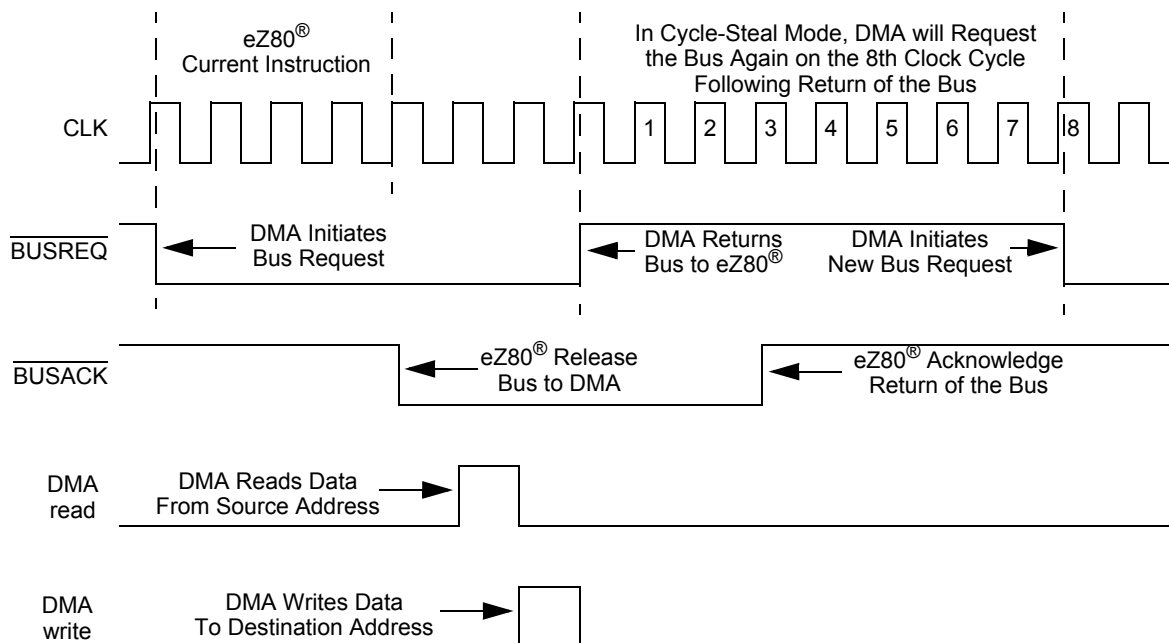 eZ80®
Current Instruction
In Cycle-Steal Mode, DMA will Request
the Bus Again on the 8th Clock Cycle
Following Return of the Bus
CLK
1 2 3 4 5 6 7 8
BUSREQ
DMA Initiates
Bus Request
DMA Returns
Bus to eZ80®
DMA Initiates
New Bus Request
BUSACK
eZ80® Release
Bus to DMA
eZ80® Acknowledge
Return of the Bus
DMA
read
DMA Reads Data
From Source Address
DMA
write
DMA Writes Data
To Destination Address